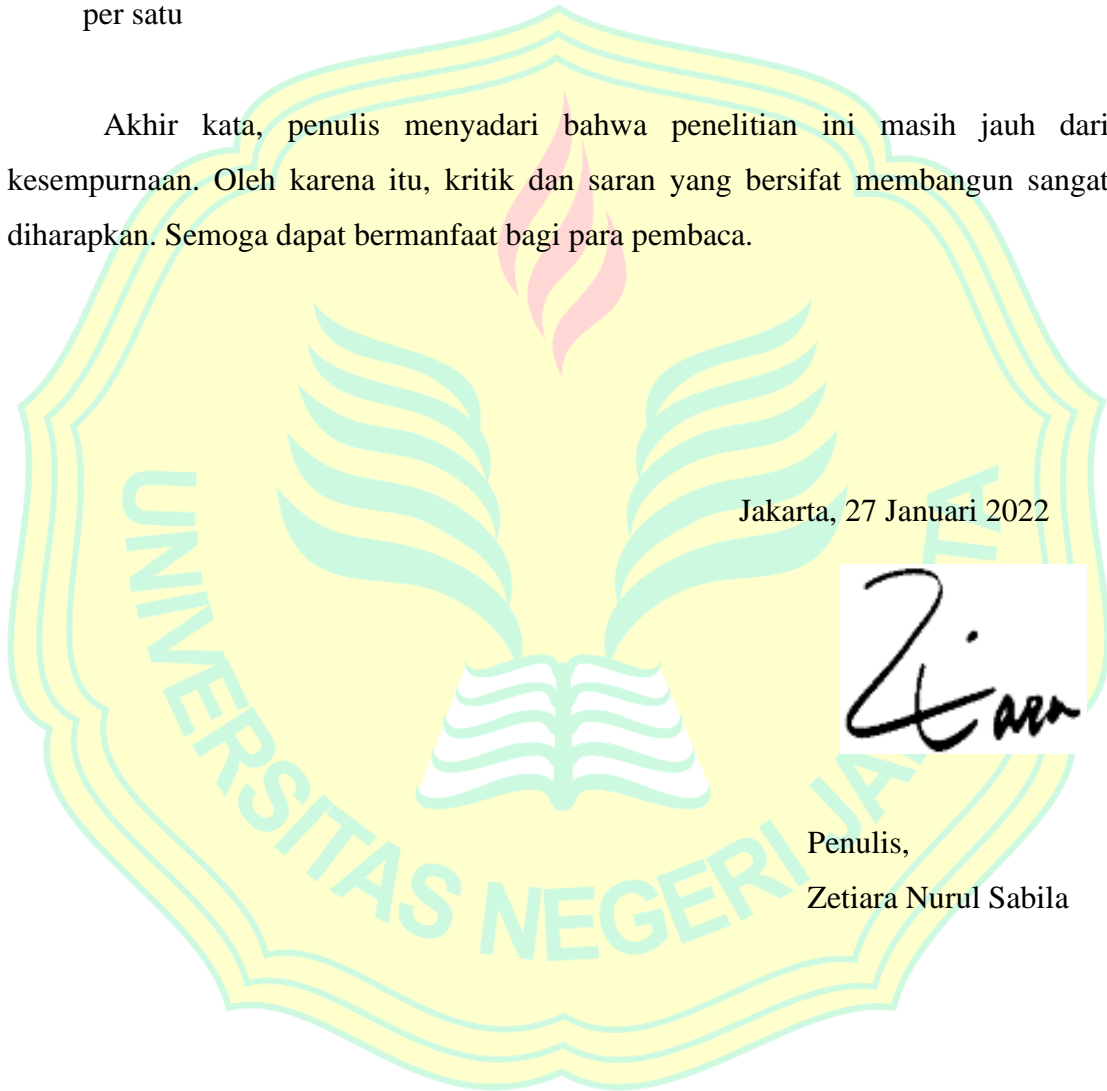 per satu
Akhir kata, penulis menyadari bahwa penelitian ini masih jauh dari
kesempurnaan. Oleh karena itu, kritik dan saran yang bersifat membangun sangat
diharapkan. Semoga dapat bermanfaat bagi para pembaca.
Jakarta, 27 Januari 2022
Penulis,
Zetiara Nurul Sabila
UNIVERSITAS NEGERI